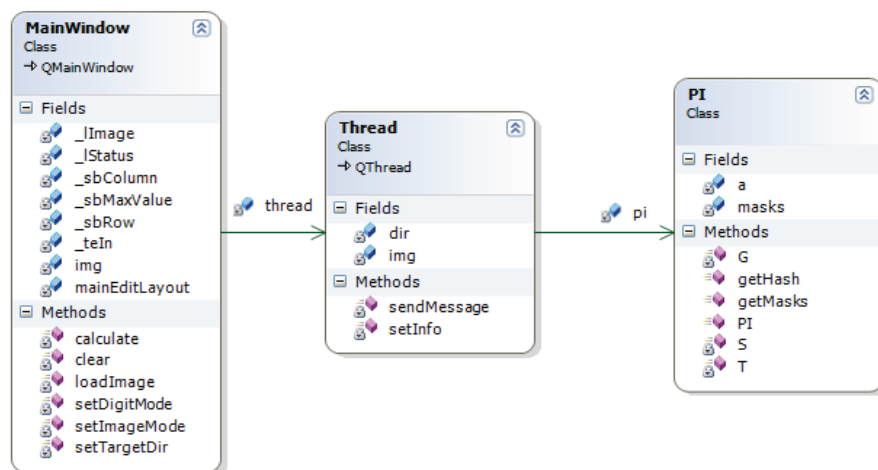 MainWindow
Class
QMainWindow
Fields
_lImage
_lStatus
_sbColumn
_sbMaxValue
_sbRow
_teIn
img
mainEditLayout
Methods
calculate
clear
loadImage
setDigitMode
setImageMode
setTargetDir
thread
Thread
Class
QThread
Fields
dir
img
Methods
sendMessage
setInfo
pi
PI
Class
Fields
a
masks
Methods
G
getHash
getMasks
PI
S
T